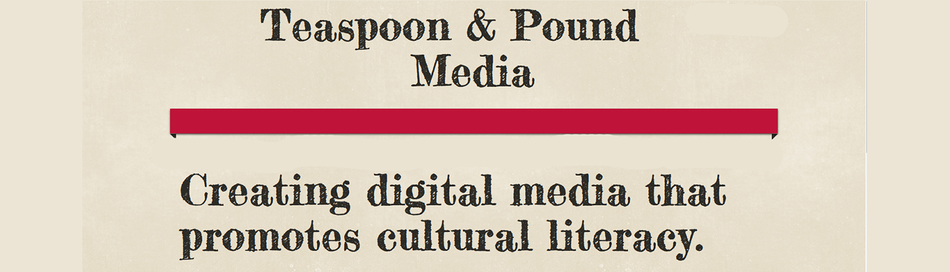 Teaspoon & Pound
Media
Creating digital media that
promotes cultural literacy.